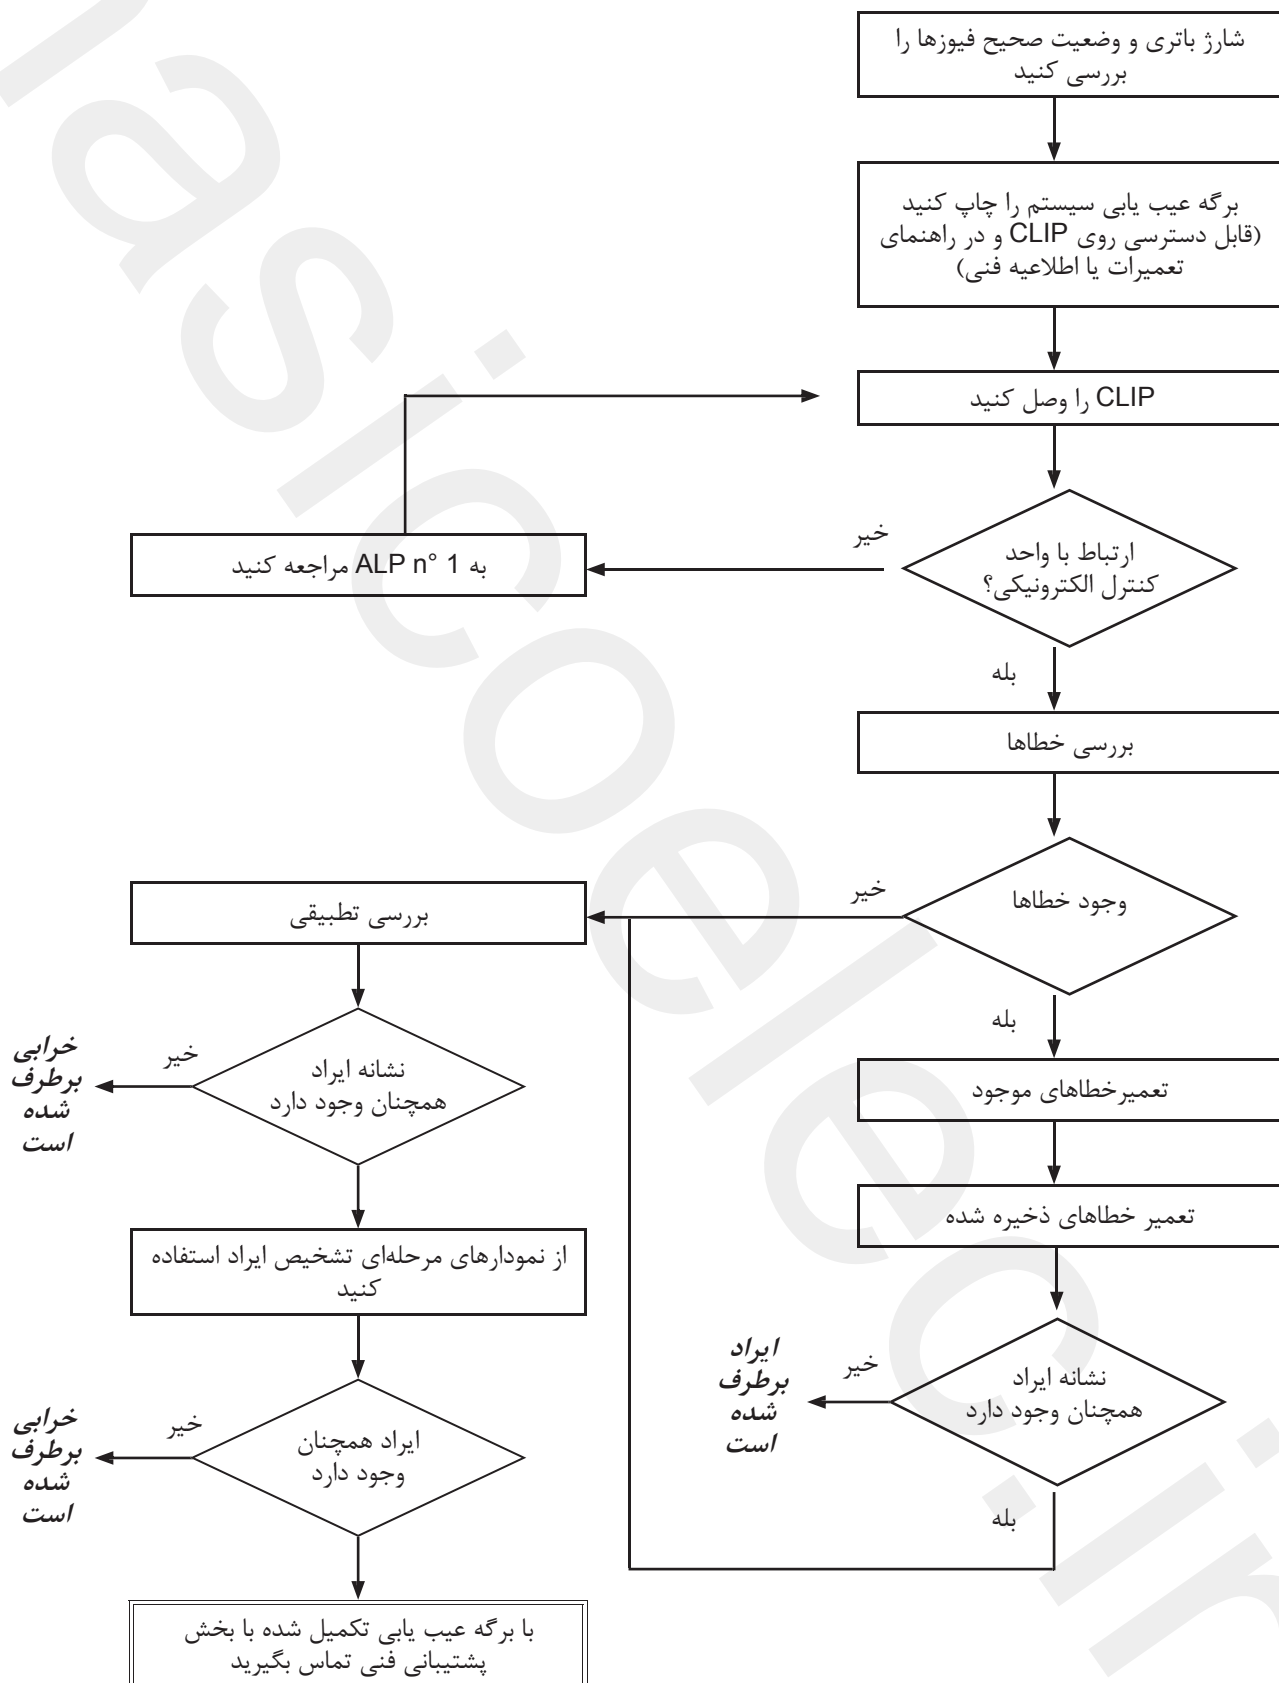 شارژ باتری و وضعیت صحیح فیوزها را
بررسی کنید
برگه عیب یابی سیستم را چاپ کنید
(قابل دسترسی روی CLIP و در راهنمای
تعمیرات یا اطلاعیه فنی)
CLIP را وصل کنید
ارتباط با واحد
کنترل الکترونیکی؟
خیر
به ALP n° 1 مراجعه کنید
بله
بررسی خطاها
وجود خطاها
خیر
بله
تعمیرخطاهای موجود
تعمیر خطاهای ذخیره شده
نشانه ایراد
همچنان وجود دارد
خیر
ایراد
برطرف
شده
است
بله
بررسی تطبیقی
نشانه ایراد
همچنان وجود دارد
خیر
خرابی
برطرف
شده
است
از نمودارهای مرحله‌ای تشخیص ایراد استفاده
کنید
ایراد همچنان
وجود دارد
خیر
خرابی
برطرف
شده
است
با برگه عیب یابی تکمیل شده با بخش
پشتیبانی فنی تماس بگیرید
lasicoelec.ir